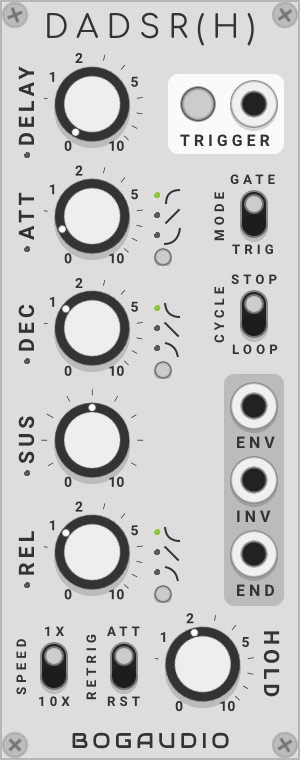 DADSR(H)
DELAY
0 1 2 5 10
TRIGGER
ATT
0 1 2 5 10
MODE
GATE
TRIG
DEC
0 1 2 5 10
CYCLE
STOP
LOOP
SUS
0 10
ENV
INV
END
REL
0 1 2 5 10
SPEED
1X
10X
RETRIG
ATT
RST
HOLD
0 1 2 5 10
BOGAUDIO